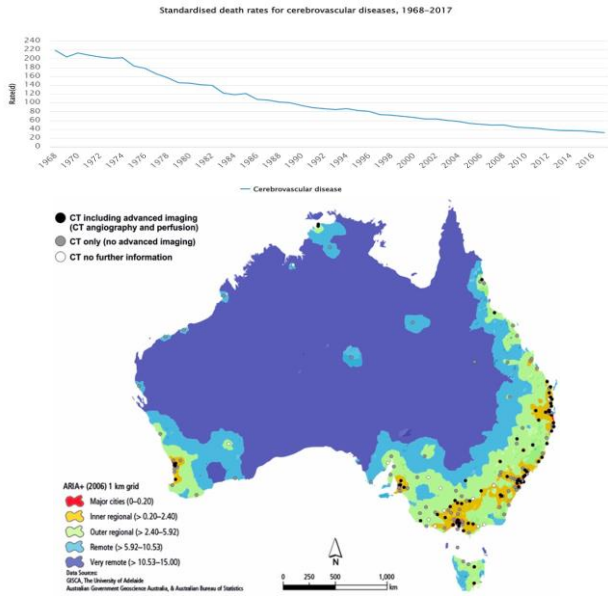 Standardised death rates for cerebrovascular diseases, 1968–2017
Rate(d)
240
220
200
180
160
140
120
100
80
60
40
20
0
1968
1970
1972
1974
1976
1978
1980
1982
1984
1986
1988
1990
1992
1994
1996
1998
2000
2002
2004
2006
2008
2010
2012
2014
2016
Cerebrovascular disease
CT including advanced imaging
(CT angiography and perfusion)
CT only (no advanced imaging)
CT no further information
ARIA+ (2006) 1 km grid
Major cities (0–0.20)
Inner regional (> 0.20–2.40)
Outer regional (> 2.40–5.92)
Remote (> 5.92–10.53)
Very remote (> 10.53–15.00)
Data Sources:
GISCA, The University of Adelaide
Australian Government Geoscience Australia, & Australian Bureau of Statistics
N
0 250 500 1,000
km